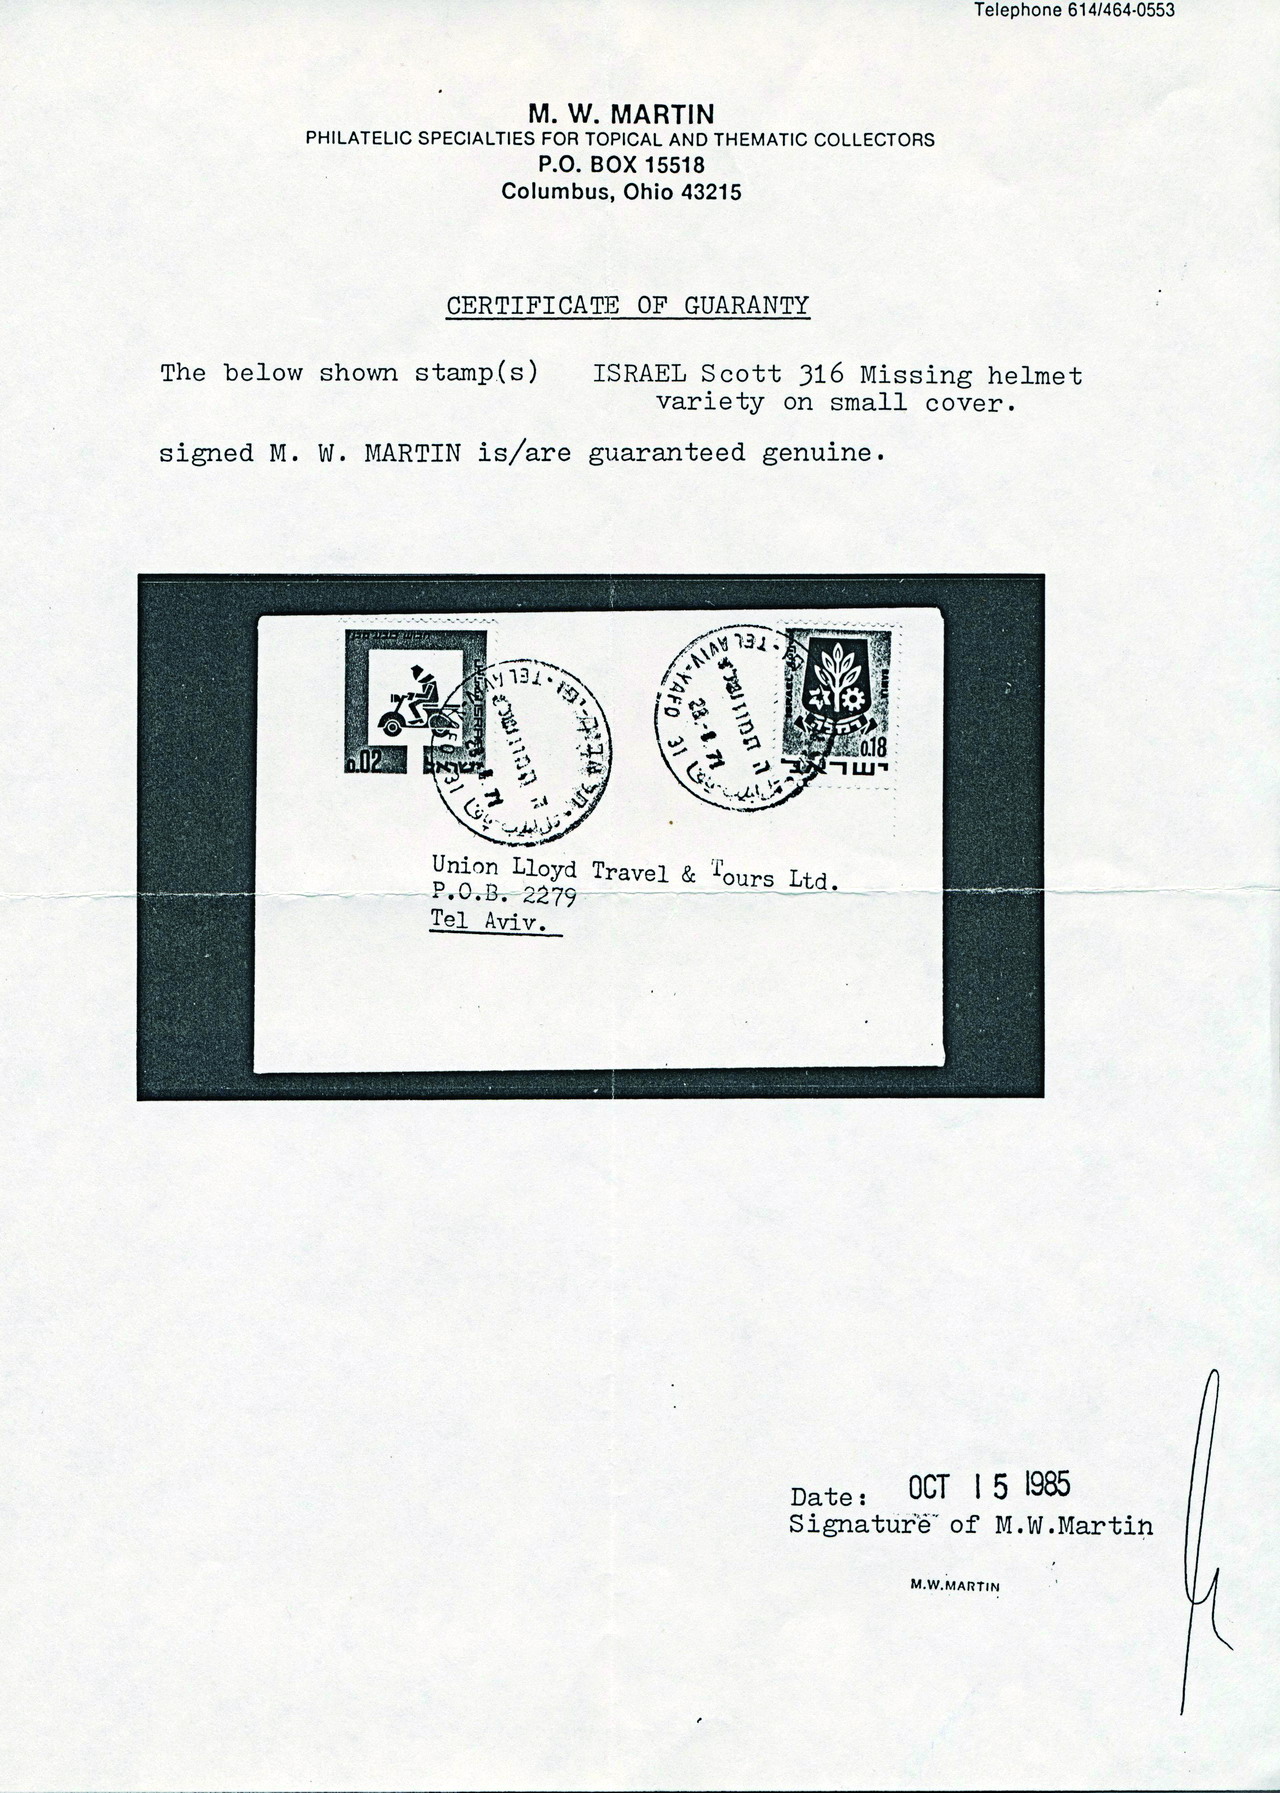 Telephone 614/464-0553
M. W. MARTIN
PHILATELIC SPECIALTIES FOR TOPICAL AND THEMATIC COLLECTORS
P.O. BOX 15518
Columbus, Ohio 43215
CERTIFICATE OF GUARANTY
The below shown stamp(s) ISRAEL Scott 316 Missing helmet
variety on small cover.
signed M. W. MARTIN is/are guaranteed genuine.
0.02
ISRAEL
TEL AVIV-YAFO
0.18
ישראל
Union Lloyd Travel & Tours Ltd.
P.O.B. 2279
Tel Aviv.
Date: OCT 15 1985
Signature of M.W.Martin
M.W.MARTIN